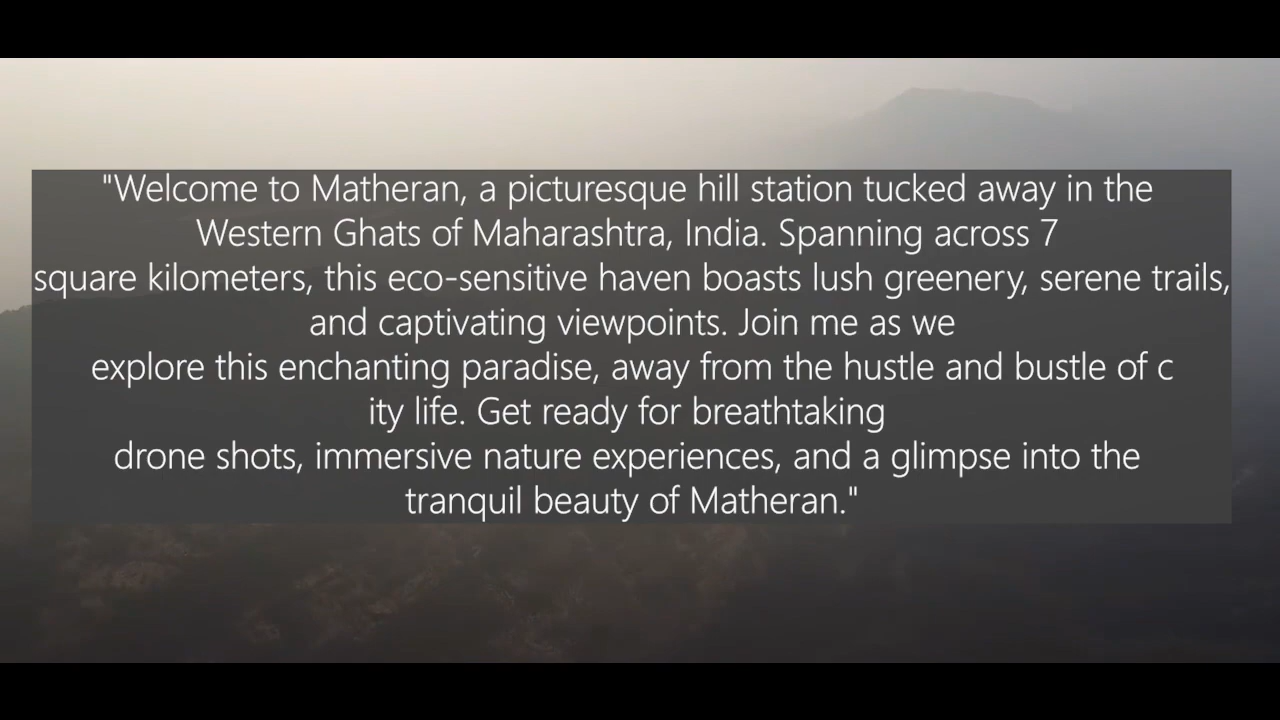 "Welcome to Matheran, a picturesque hill station tucked away in the
Western Ghats of Maharashtra, India. Spanning across 7
square kilometers, this eco-sensitive haven boasts lush greenery, serene trails,
and captivating viewpoints. Join me as we
explore this enchanting paradise, away from the hustle and bustle of c
ity life. Get ready for breathtaking
drone shots, immersive nature experiences, and a glimpse into the
tranquil beauty of Matheran."